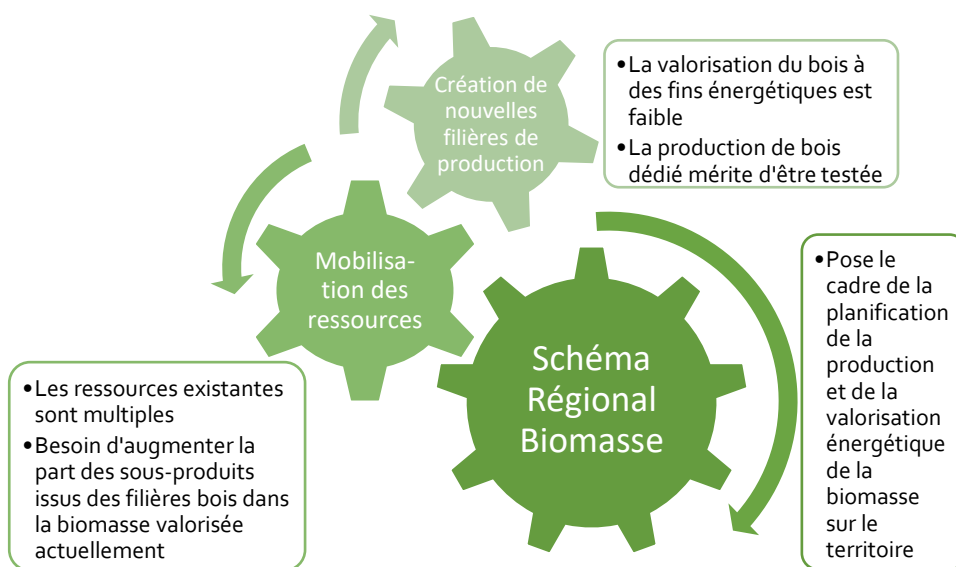 Création de
nouvelles
filières de
production
•La valorisation du bois à
des fins énergétiques est
faible
•La production de bois
dédié mérite d'être testée
Mobilisa-
tion des
ressources
•Les ressources existantes
sont multiples
•Besoin d'augmenter la
part des sous-produits
issus des filières bois dans
la biomasse valorisée
actuellement
Schéma
Régional
Biomasse
•Pose le
cadre de la
planification
de la
production
et de la
valorisation
énergétique
de la
biomasse
sur le
territoire